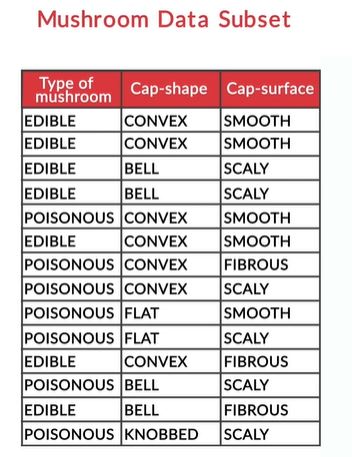 Mushroom Data Subset
Type of mushroom Cap-shape Cap-surface
EDIBLE CONVEX SMOOTH
EDIBLE CONVEX SMOOTH
EDIBLE BELL SCALY
EDIBLE BELL SCALY
POISONOUS CONVEX SMOOTH
EDIBLE CONVEX SMOOTH
POISONOUS CONVEX FIBROUS
POISONOUS CONVEX SCALY
POISONOUS FLAT SMOOTH
POISONOUS FLAT SCALY
EDIBLE CONVEX FIBROUS
POISONOUS BELL SCALY
EDIBLE BELL FIBROUS
POISONOUS KNOBBED SCALY